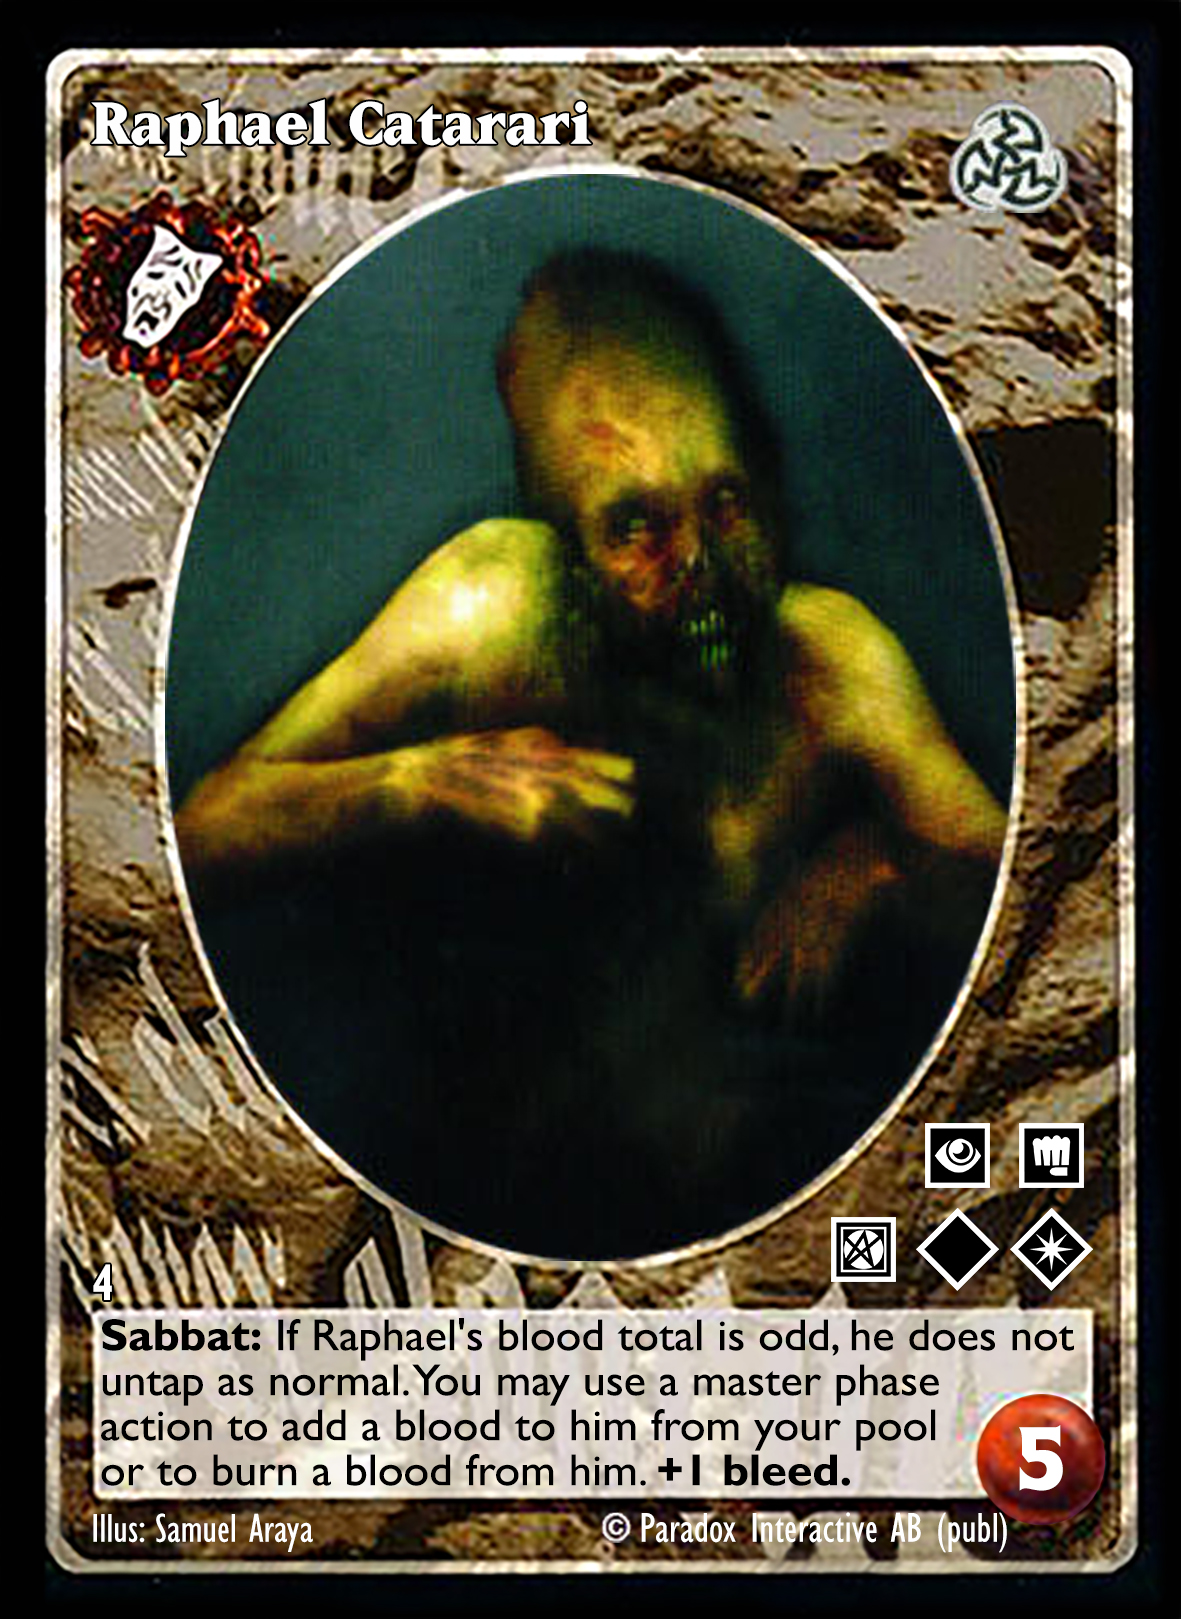 Raphael Catarari
4
Sabbat: If Raphael's blood total is odd, he does not
untap as normal. You may use a master phase
action to add a blood to him from your pool
or to burn a blood from him. +1 bleed.
5
Illus: Samuel Araya
© Paradox Interactive AB (publ)